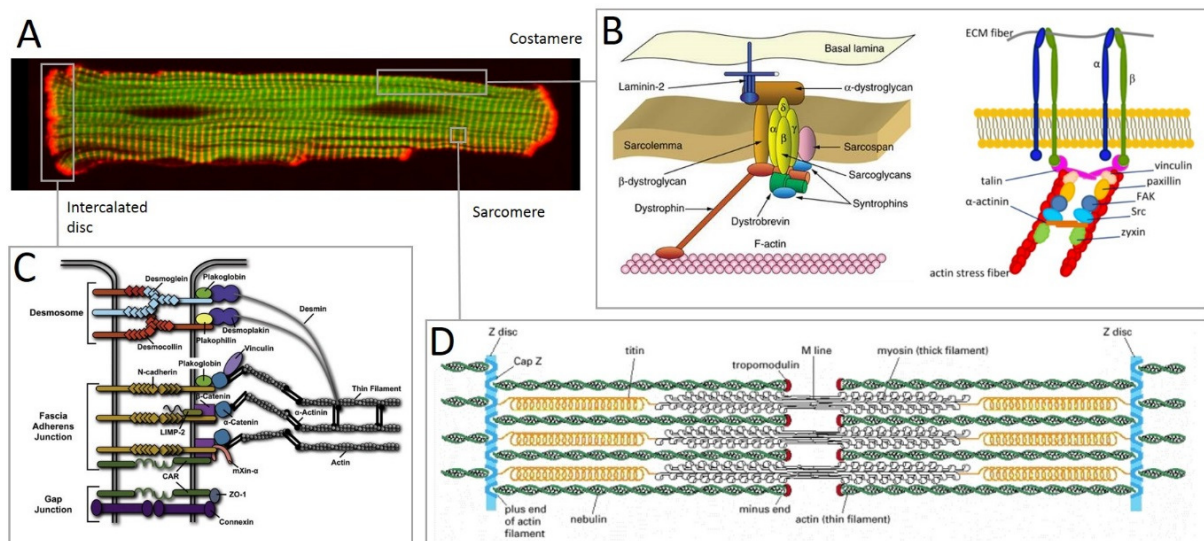 A
Costamere
Intercalated
disc
Sarcomere
B
Basal lamina
Laminin-2
α-dystroglycan
δ
α
β
γ
Sarcolemma
Sarcospan
β-dystroglycan
Sarcoglycans
Dystrophin
Dystrobrevin
Syntrophins
F-actin
ECM fiber
α
β
talin
vinculin
paxillin
α-actinin
FAK
Src
zyxin
actin stress fiber
C
Desmoglein
Plakoglobin
Desmosome
Desmin
Desmoplakin
Plakophilin
Desmocollin
Vinculin
Plakoglobin
N-cadherin
Thin Filament
β-Catenin
α-Actinin
Fascia
Adherens
Junction
LIMP-2
α-Catenin
Actin
CAR
mXin-α
Gap
Junction
ZO-1
Connexin
D
Z disc
Z disc
Cap Z
titin
tropomodulin
M line
myosin (thick filament)
plus end
of actin
filament
nebulin
minus end
actin (thin filament)